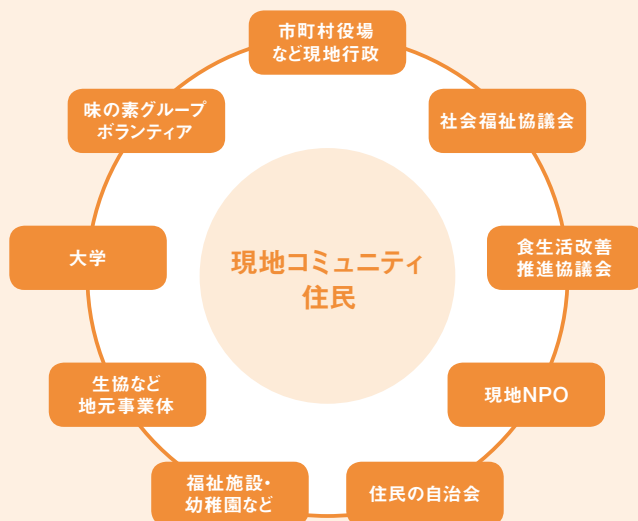 市町村役場
など現地行政
味の素グループ
ボランティア
社会福祉協議会
大学
現地コミュニティ
住民
食生活改善
推進協議会
生協など
地元事業体
現地NPO
福祉施設・
幼稚園など
住民の自治会